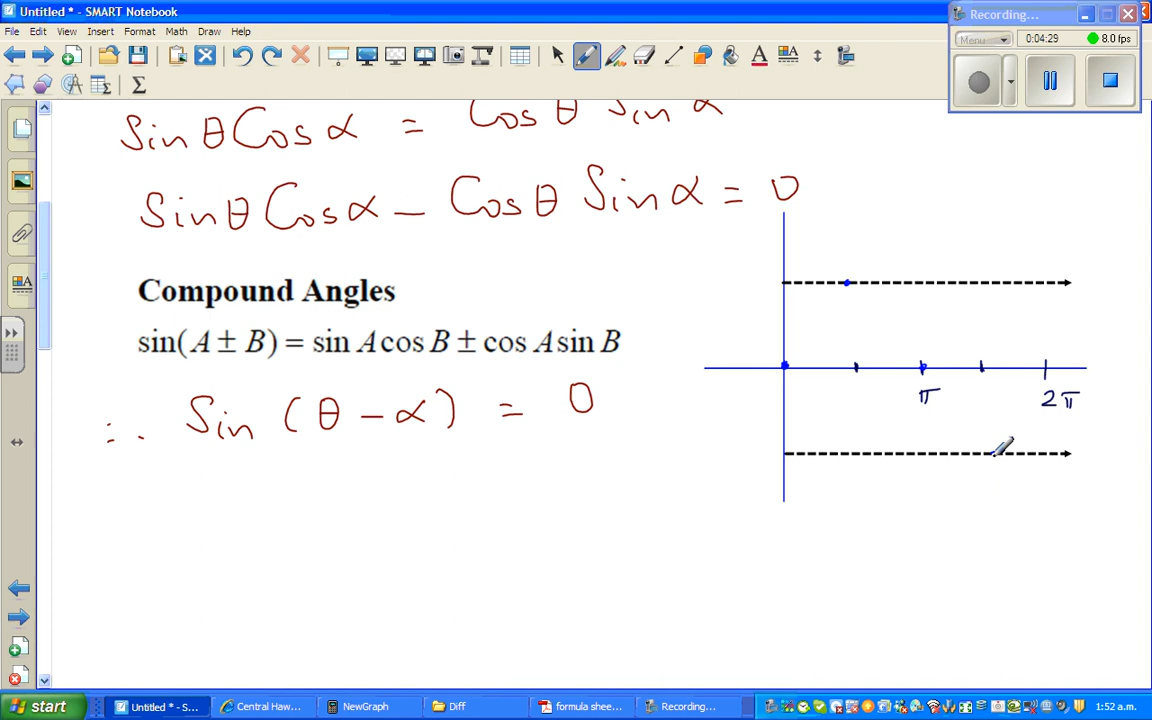 Untitled * - SMART Notebook
File Edit View Insert Format Math Draw Help
Recording...
Menu 0:04:29 8.0 fps
Sin θ Cos α = Cos θ Sin α
Sin θ Cos α – Cos θ Sin α = 0
Compound Angles
sin(A ± B) = sin A cos B ± cos A sin B
∴ Sin (θ – α) = 0
π 2π
start Untitled * - S... Central Haw... NewGraph Diff formula shee... Recording... 1:52 a.m.